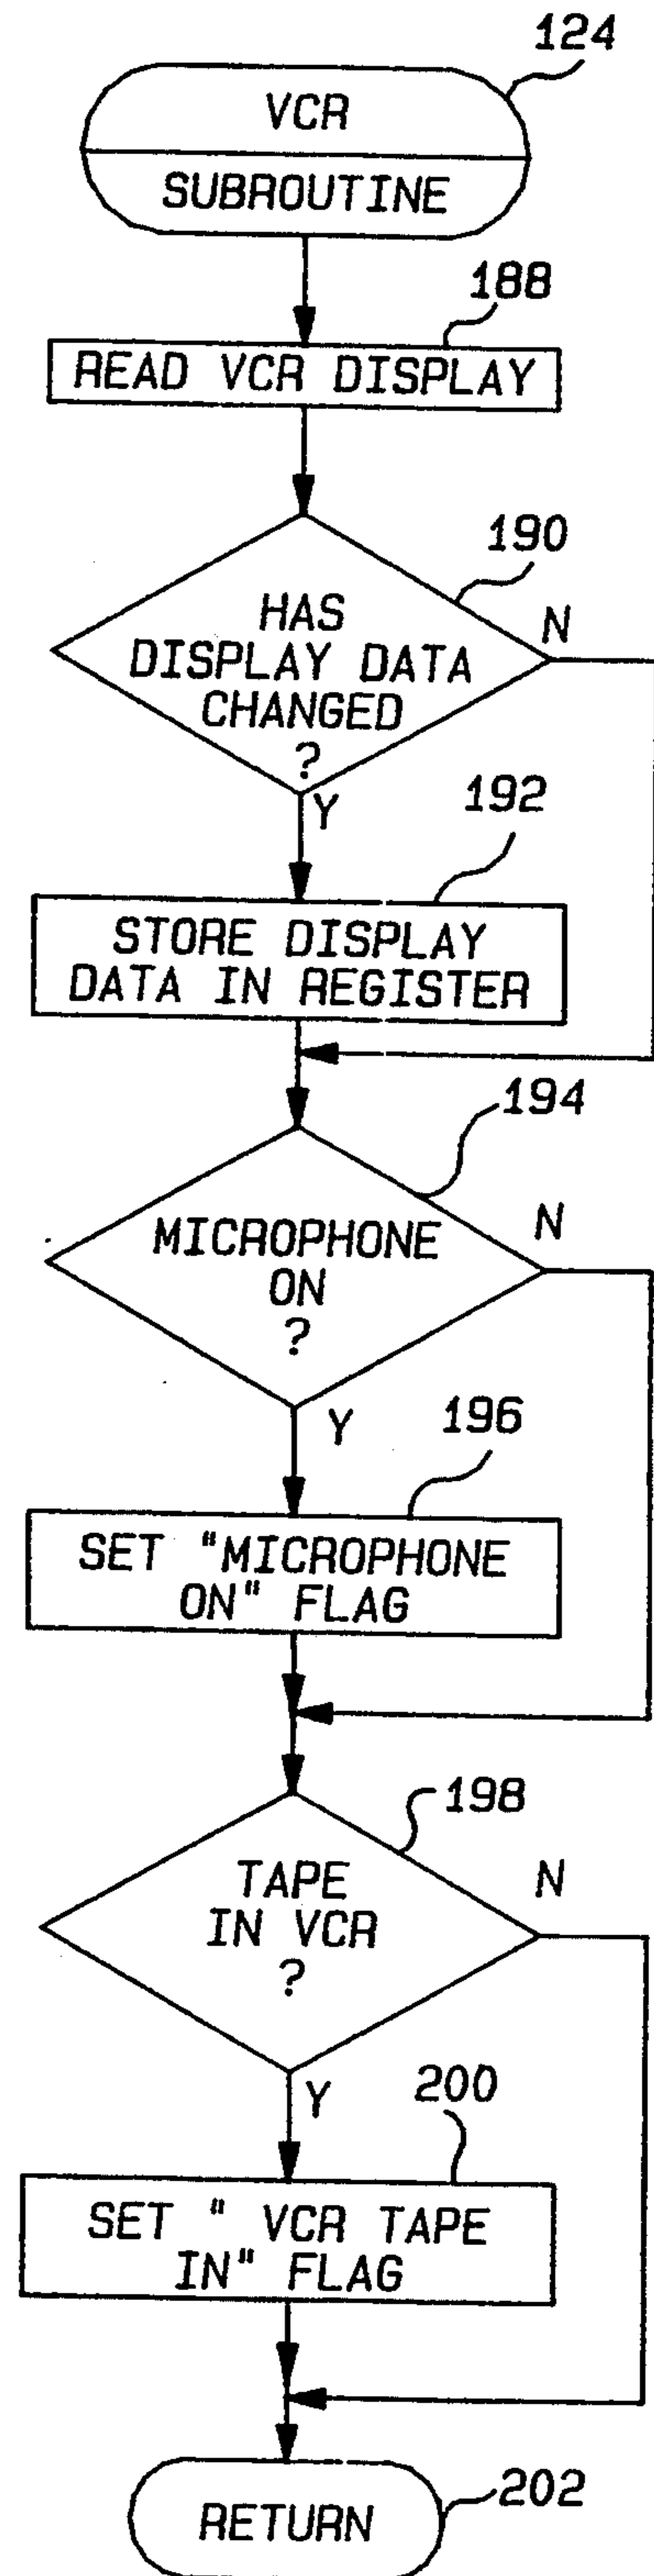 124
VCR
SUBROUTINE
188
READ VCR DISPLAY
190
HAS
DISPLAY DATA
CHANGED
?
N
Y
192
STORE DISPLAY
DATA IN REGISTER
194
MICROPHONE
ON
?
N
Y
196
SET "MICROPHONE
ON" FLAG
198
TAPE
IN VCR
?
N
Y
200
SET " VCR TAPE
IN" FLAG
RETURN
202